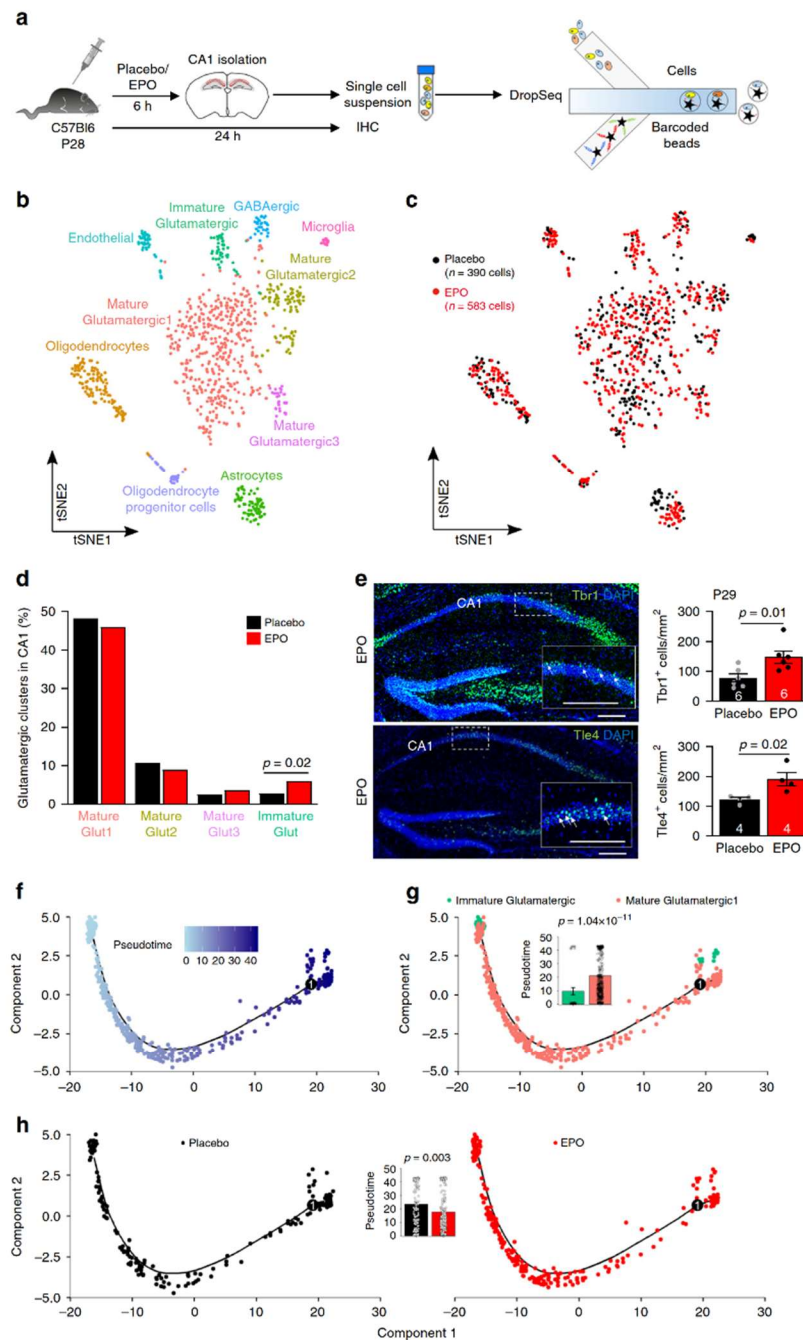 a
Placebo/
EPO
6 h
CA1 isolation
C57Bl6
P28
24 h
Single cell
suspension
IHC
DropSeq
Cells
Barcoded
beads
b
Endothelial
Immature
Glutamatergic
GABAergic
Microglia
Mature
Glutamatergic2
Mature
Glutamatergic1
Oligodendrocytes
Mature
Glutamatergic3
Oligodendrocyte
progenitor cells
Astrocytes
tSNE2
tSNE1
c
Placebo
(n = 390 cells)
EPO
(n = 583 cells)
tSNE2
tSNE1
d
Glutamatergic clusters in CA1 (%)
50
40
30
20
10
0
Placebo
EPO
p = 0.02
Mature
Glut1
Mature
Glut2
Mature
Glut3
Immature
Glut
e
EPO
CA1
Tbr1 DAPI
EPO
CA1
Tle4 DAPI
P29
Tbr1+ cells/mm2
300
200
100
0
p = 0.01
6
6
Placebo EPO
Tle4+ cells/mm2
300
200
100
0
p = 0.02
4
4
Placebo EPO
f
Component 2
5.0
2.5
0.0
−2.5
−5.0
Pseudotime
0 10 20 30 40
1
−20 −10 0 10 20 30
g
Immature Glutamatergic
Mature Glutamatergic1
p = 1.04×10−11
Pseudotime
50
40
30
20
10
0
5.0
2.5
0.0
−2.5
−5.0
1
−20 −10 0 10 20 30
h
Component 2
5.0
2.5
0.0
−2.5
−5.0
Placebo
1
−20 −10 0 10 20
p = 0.003
Pseudotime
50
40
30
20
10
0
EPO
1
−20 −10 0 10 20 30
Component 1